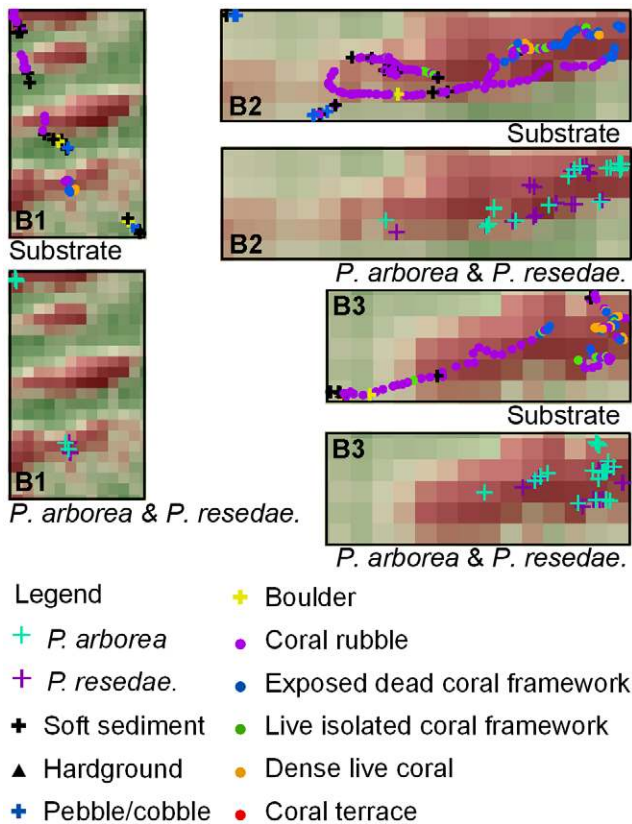 B1
Substrate
B2
Substrate
B2
P. arborea & P. resedae.
B3
Substrate
B1
P. arborea & P. resedae.
B3
P. arborea & P. resedae.
Legend
P. arborea
P. resedae.
Soft sediment
Hardground
Pebble/cobble
Boulder
Coral rubble
Exposed dead coral framework
Live isolated coral framework
Dense live coral
Coral terrace